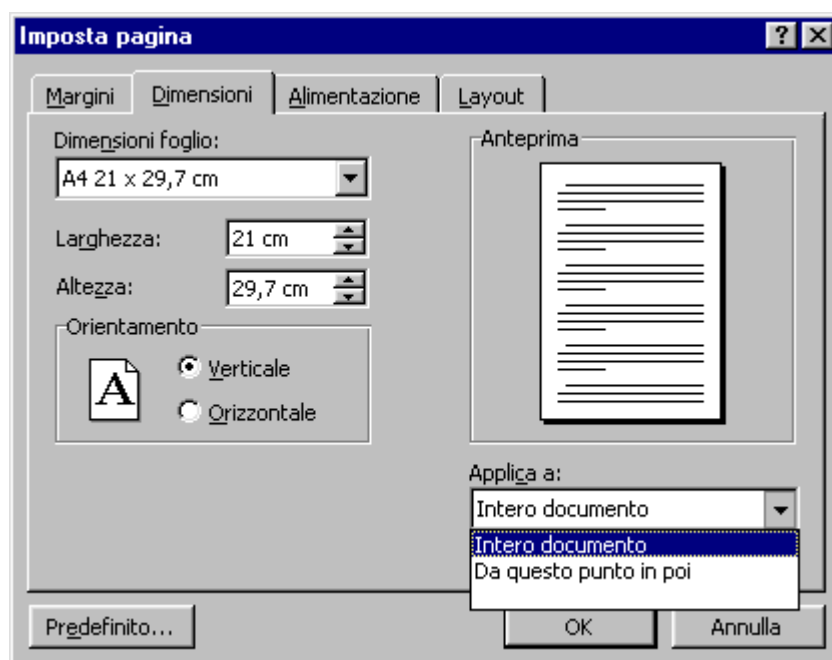 Imposta pagina
Margini
Dimensioni
Alimentazione
Layout
Dimensioni foglio:
A4 21 x 29,7 cm
Larghezza:
21 cm
Altezza:
29,7 cm
Orientamento
A
Verticale
Orizzontale
Anteprima
Applica a:
Intero documento
Intero documento
Da questo punto in poi
Predefinito...
OK
Annulla